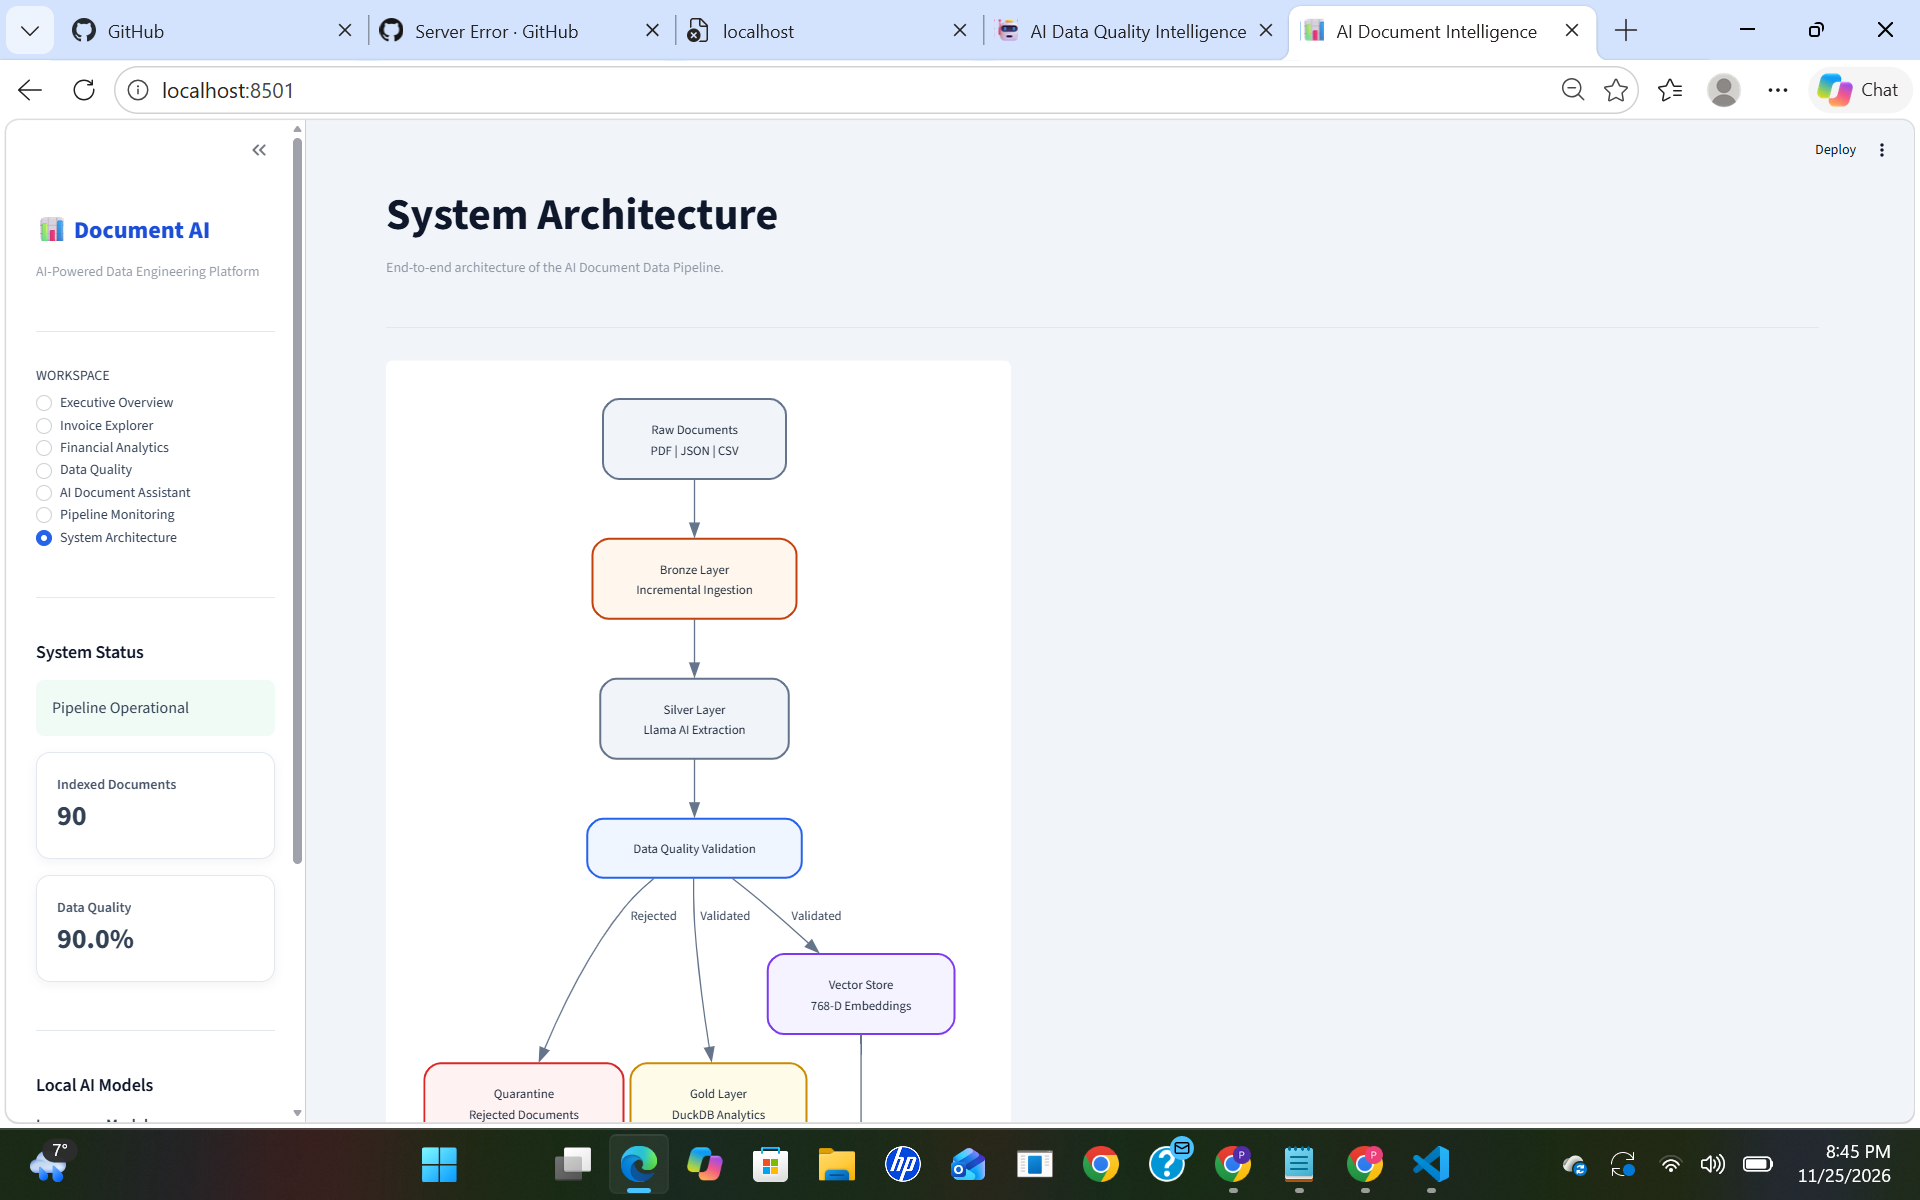 GitHub
Server Error · GitHub
localhost
AI Data Quality Intelligence
AI Document Intelligence
localhost:8501
Chat
Deploy
Document AI
AI-Powered Data Engineering Platform
WORKSPACE
Executive Overview
Invoice Explorer
Financial Analytics
Data Quality
AI Document Assistant
Pipeline Monitoring
System Architecture
System Status
Pipeline Operational
Indexed Documents
90
Data Quality
90.0%
Local AI Models
System Architecture
End-to-end architecture of the AI Document Data Pipeline.
Raw Documents
PDF | JSON | CSV
Bronze Layer
Incremental Ingestion
Silver Layer
Llama AI Extraction
Data Quality Validation
Rejected
Validated
Validated
Vector Store
768-D Embeddings
Quarantine
Rejected Documents
Gold Layer
DuckDB Analytics
7°
hp
P
P
8:45 PM
11/25/2026